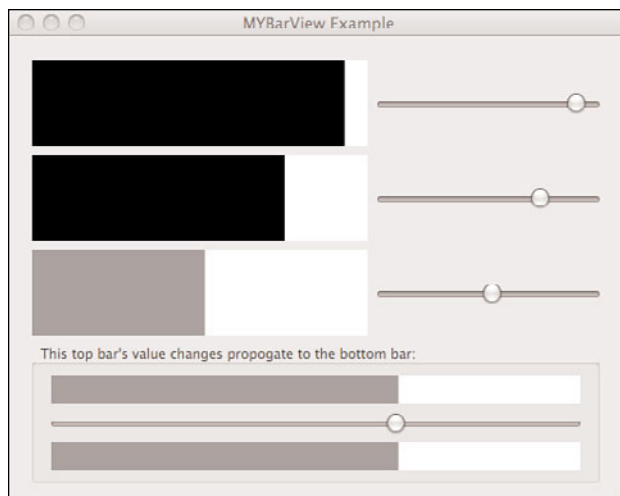 MYBarView Example
This top bar's value changes propogate to the bottom bar: